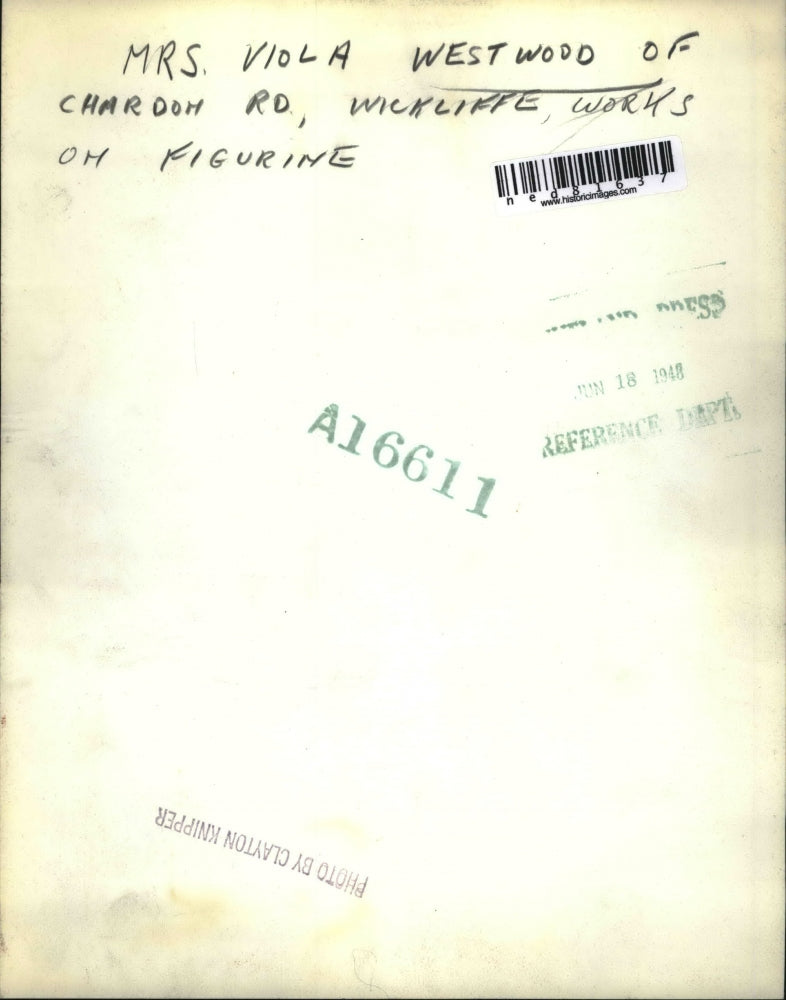 MRS. VIOLA WESTWOOD OF
CHARDON RD., WICKLIFFE, WORKS
ON FIGURINE
ned81637
www.historicimages.com
JUN 18 1948
REFERENCE DEPT.
A16611
PHOTO BY CLAYTON KNIPPER